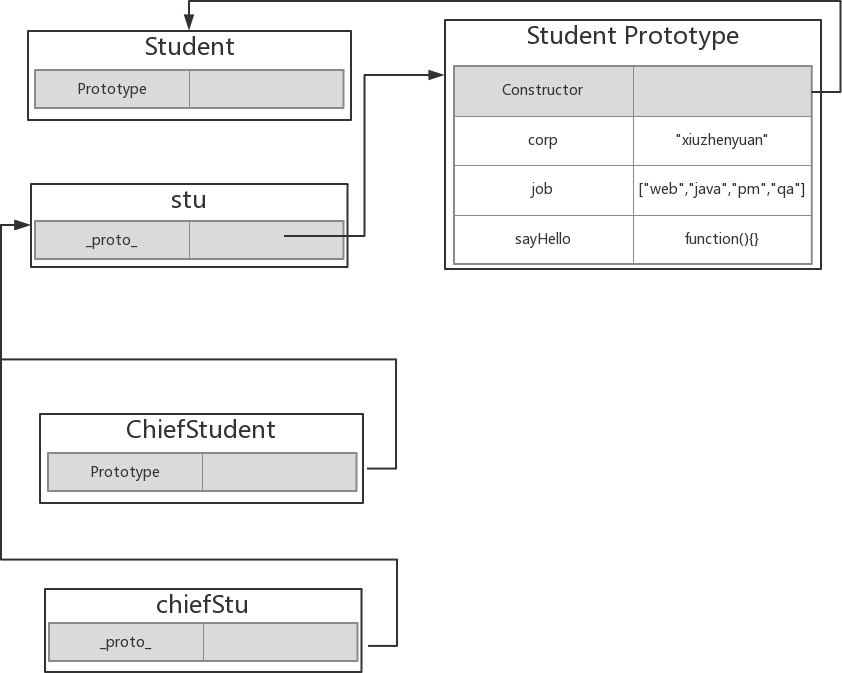 Student
Prototype
Student Prototype
Constructor
corp
"xiuzhenyuan"
job
["web","java","pm","qa"]
sayHello
function(){}
stu
_proto_
ChiefStudent
Prototype
chiefStu
_proto_